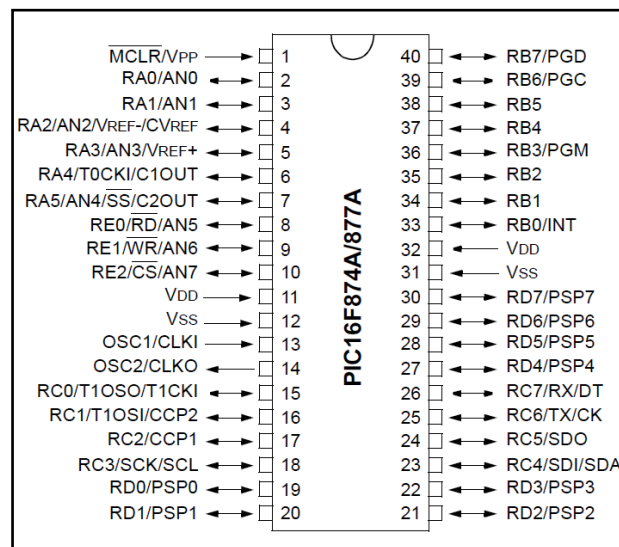 MCLR/VPP 1 40 RB7/PGD
RA0/AN0 2 39 RB6/PGC
RA1/AN1 3 38 RB5
RA2/AN2/VREF-/CVREF 4 37 RB4
RA3/AN3/VREF+ 5 36 RB3/PGM
RA4/T0CKI/C1OUT 6 35 RB2
RA5/AN4/SS/C2OUT 7 34 RB1
RE0/RD/AN5 8 33 RB0/INT
RE1/WR/AN6 9 32 VDD
RE2/CS/AN7 10 31 VSS
VDD 11 30 RD7/PSP7
VSS 12 29 RD6/PSP6
OSC1/CLKI 13 28 RD5/PSP5
OSC2/CLKO 14 27 RD4/PSP4
RC0/T1OSO/T1CKI 15 26 RC7/RX/DT
RC1/T1OSI/CCP2 16 25 RC6/TX/CK
RC2/CCP1 17 24 RC5/SDO
RC3/SCK/SCL 18 23 RC4/SDI/SDA
RD0/PSP0 19 22 RD3/PSP3
RD1/PSP1 20 21 RD2/PSP2
PIC16F874A/877A